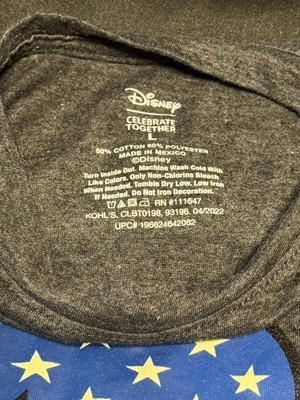 Disney
CELEBRATE
TOGETHER
L
50% COTTON 50% POLYESTER
MADE IN MEXICO
©Disney
Turn Inside Out. Machine Wash Cold With
Like Colors. Only Non-Chlorine Bleach
When Needed. Tumble Dry Low. Low Iron
If Needed. Do Not Iron Decoration.
RN #111647
KOHL'S, CLBT0198, 93196, 04/2022
UPC# 196624642082